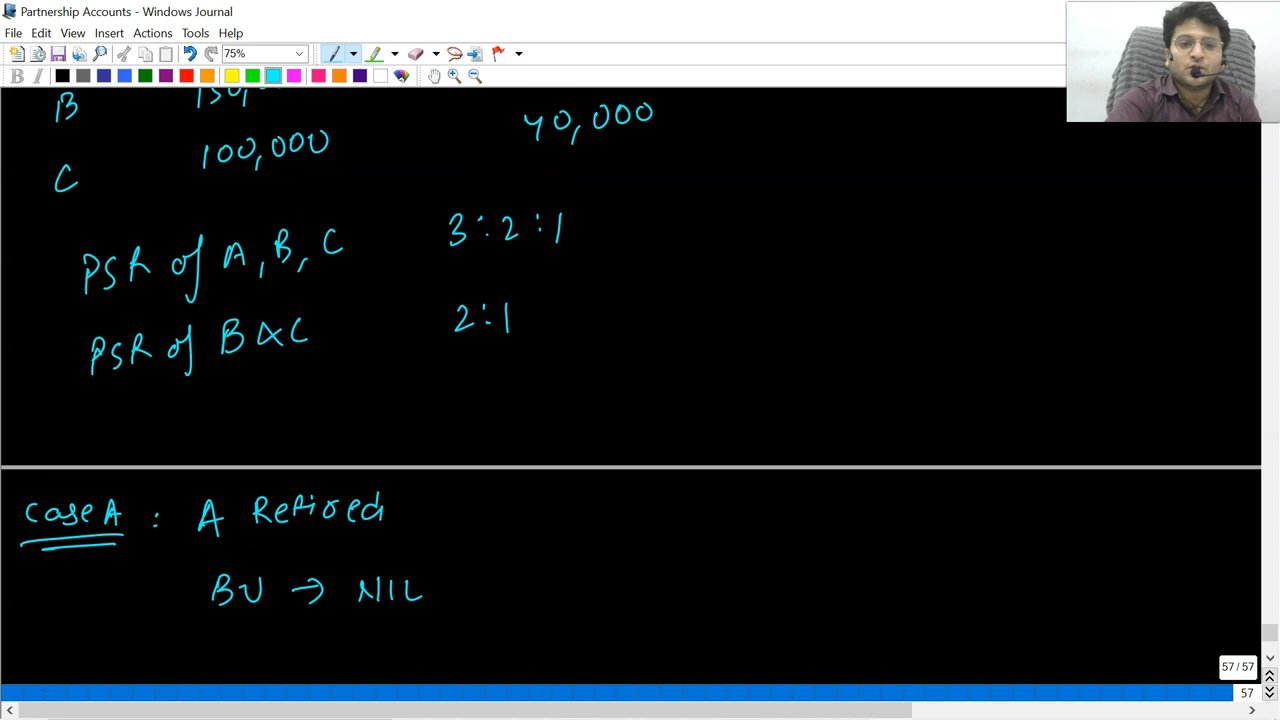 Partnership Accounts - Windows Journal
File Edit View Insert Actions Tools Help
75%
B I
B
40,000
C 100,000
PSR of A, B, C 3:2:1
PSR of B & C 2:1
Case A : A Retired
BV → NIL
57 / 57
57